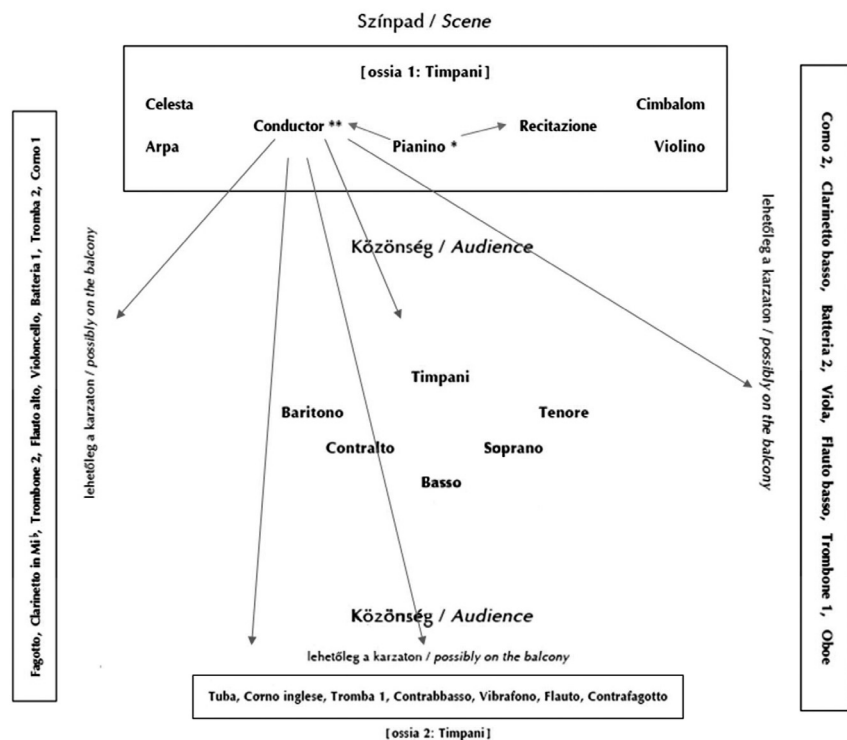 Színpad / Scene
[ossia 1: Timpani]
Celesta
Cimbalom
Conductor **
Pianino *
Recitazione
Arpa
Violino
Fagotto, Clarinetto in Mi♭, Trombone 2, Flauto alto, Violoncello, Batteria 1, Tromba 2, Corno 1
lehetőleg a karzaton / possibly on the balcony
Közönség / Audience
lehetőleg a karzaton / possibly on the balcony
Corno 2, Clarinetto basso, Batteria 2, Viola, Flauto basso, Trombone 1, Oboe
Timpani
Baritono
Tenore
Contralto
Soprano
Basso
Közönség / Audience
lehetőleg a karzaton / possibly on the balcony
Tuba, Corno inglese, Tromba 1, Contrabbasso, Vibrafono, Flauto, Contrafagotto
[ossia 2: Timpani]